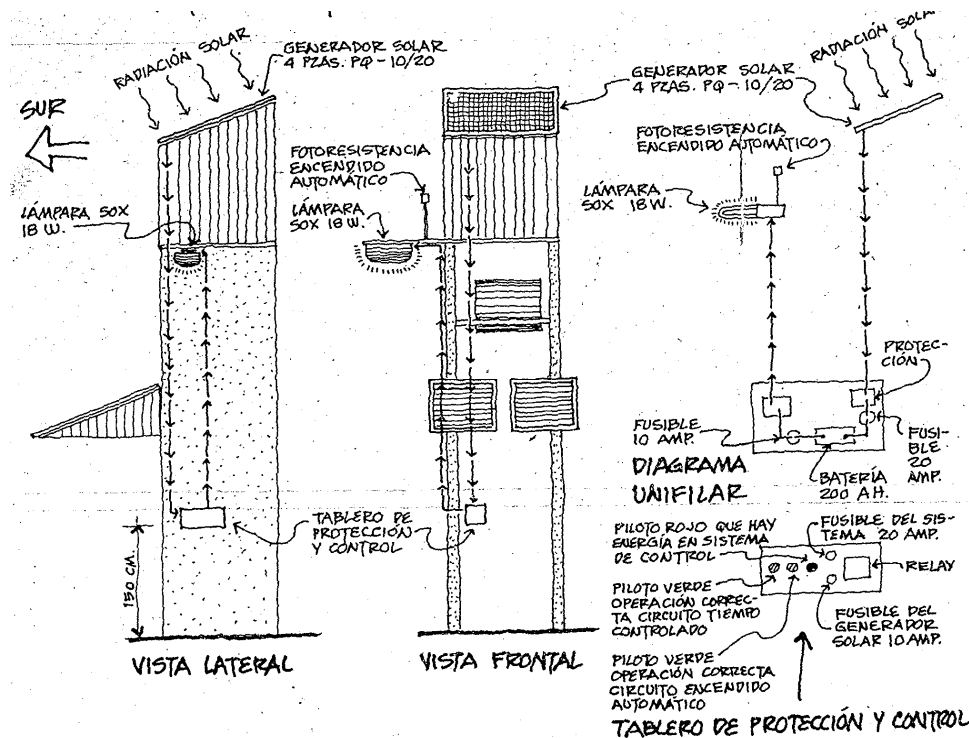 RADIACIÓN SOLAR
GENERADOR SOLAR
4 PZAS. PQ-10/20
SUR
LÁMPARA SOX
18 W.
150 CM.
VISTA LATERAL
FOTORESISTENCIA
ENCENDIDO
AUTOMÁTICO
LÁMPARA
SOX 18 W.
TABLERO DE
PROTECCIÓN
Y CONTROL
VISTA FRONTAL
RADIACIÓN SOLAR
GENERADOR SOLAR
4 PZAS. PQ-10/20
FOTORESISTENCIA
ENCENDIDO AUTOMÁTICO
LÁMPARA
SOX 18 W.
PROTEC-
CIÓN
FUSIBLE
10 AMP.
FUSI-
BLE
20
AMP.
BATERÍA
200 A.H.
DIAGRAMA
UNIFILAR
PILOTO ROJO QUE HAY
ENERGÍA EN SISTEMA
DE CONTROL
FUSIBLE DEL SIS-
TEMA 20 AMP.
RELAY
PILOTO VERDE
OPERACIÓN CORREC-
TA CIRCUITO TIEMPO
CONTROLADO
FUSIBLE DEL
GENERADOR
SOLAR 10 AMP.
PILOTO VERDE
OPERACIÓN CORRECTA
CIRCUITO ENCENDIDO
AUTOMÁTICO
TABLERO DE PROTECCIÓN Y CONTROL